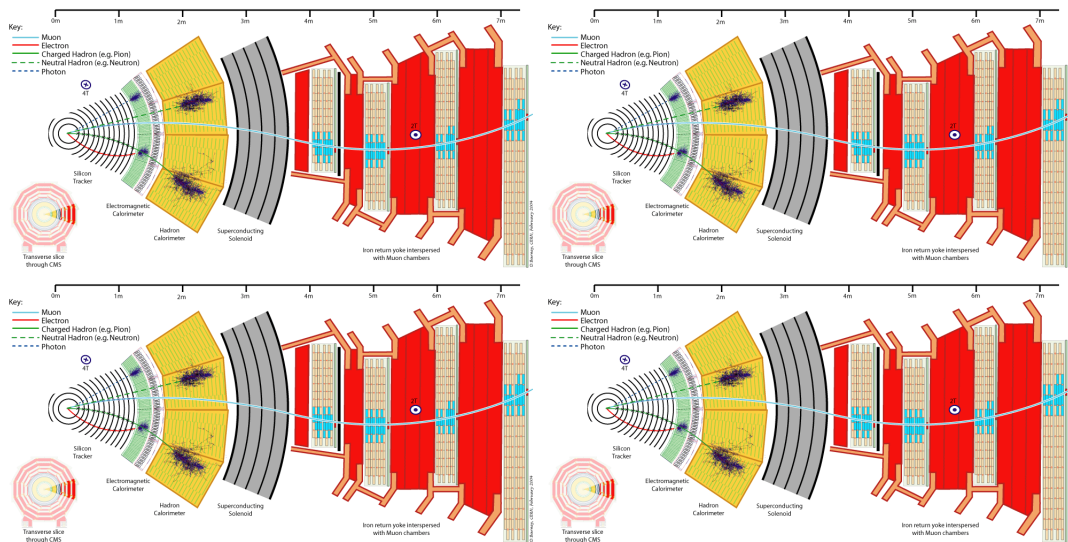 0m 1m 2m 3m 4m 5m 6m 7m
Key:
Muon
Electron
Charged Hadron (e.g. Pion)
Neutral Hadron (e.g. Neutron)
Photon
4T
2T
Silicon
Tracker
Electromagnetic
Calorimeter
Hadron
Calorimeter
Superconducting
Solenoid
Iron return yoke interspersed
with Muon chambers
Transverse slice
through CMS
D Barney, CERN, February 2004
0m 1m 2m 3m 4m 5m 6m 7m
Key:
Muon
Electron
Charged Hadron (e.g. Pion)
Neutral Hadron (e.g. Neutron)
Photon
4T
2T
Silicon
Tracker
Electromagnetic
Calorimeter
Hadron
Calorimeter
Superconducting
Solenoid
Iron return yoke interspersed
with Muon chambers
Transverse slice
through CMS
0m 1m 2m 3m 4m 5m 6m 7m
Key:
Muon
Electron
Charged Hadron (e.g. Pion)
Neutral Hadron (e.g. Neutron)
Photon
4T
2T
Silicon
Tracker
Electromagnetic
Calorimeter
Hadron
Calorimeter
Superconducting
Solenoid
Iron return yoke interspersed
with Muon chambers
Transverse slice
through CMS
D Barney, CERN, February 2004
0m 1m 2m 3m 4m 5m 6m 7m
Key:
Muon
Electron
Charged Hadron (e.g. Pion)
Neutral Hadron (e.g. Neutron)
Photon
4T
2T
Silicon
Tracker
Electromagnetic
Calorimeter
Hadron
Calorimeter
Superconducting
Solenoid
Iron return yoke interspersed
with Muon chambers
Transverse slice
through CMS